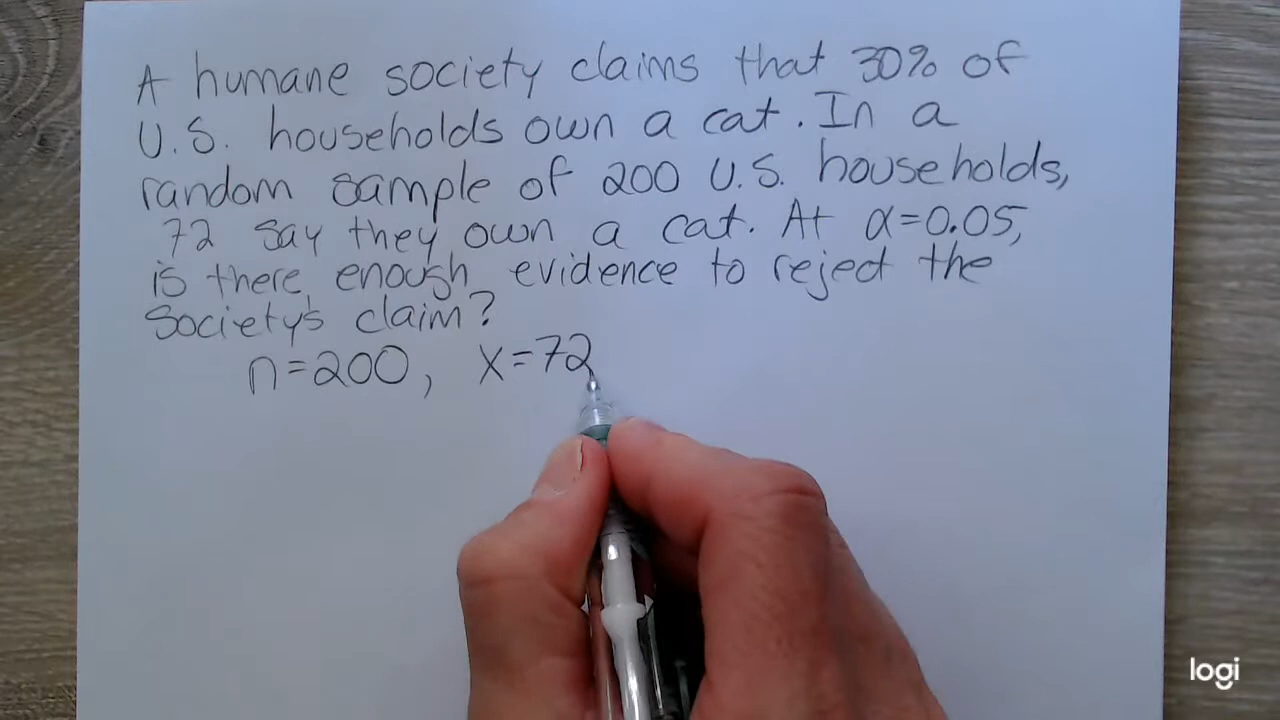 A humane society claims that 30% of
U.S. households own a cat. In a
random sample of 200 U.S. households,
72 say they own a cat. At α=0.05,
is there enough evidence to reject the
Society's claim?
n=200, x=72
logi